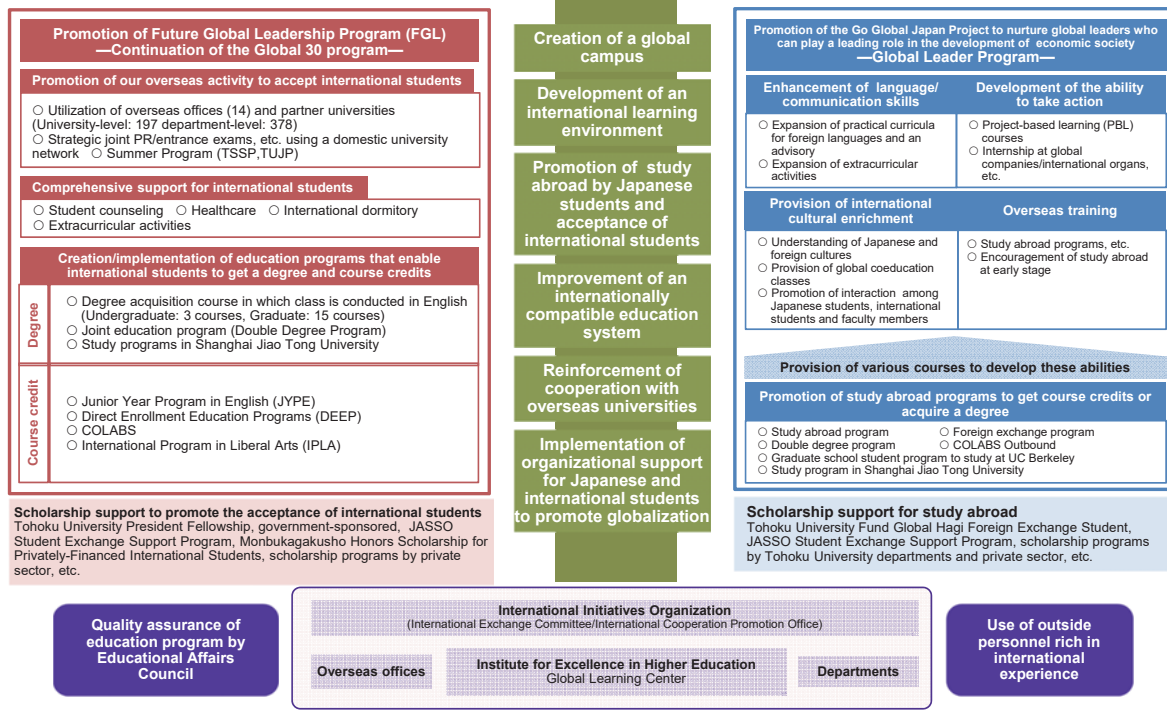 Promotion of Future Global Leadership Program (FGL)
—Continuation of the Global 30 program—
Promotion of our overseas activity to accept international students
○ Utilization of overseas offices (14) and partner universities
(University-level: 197 department-level: 378)
○ Strategic joint PR/entrance exams, etc. using a domestic university
network ○ Summer Program (TSSP,TUJP)
Comprehensive support for international students
○ Student counseling ○ Healthcare ○ International dormitory
○ Extracurricular activities
Creation/implementation of education programs that enable
international students to get a degree and course credits
Degree
○ Degree acquisition course in which class is conducted in English
(Undergraduate: 3 courses, Graduate: 15 courses)
○ Joint education program (Double Degree Program)
○ Study programs in Shanghai Jiao Tong University
Course credit
○ Junior Year Program in English (JYPE)
○ Direct Enrollment Education Programs (DEEP)
○ COLABS
○ International Program in Liberal Arts (IPLA)
Scholarship support to promote the acceptance of international students
Tohoku University President Fellowship, government-sponsored, JASSO
Student Exchange Support Program, Monbukagakusho Honors Scholarship for
Privately-Financed International Students, scholarship programs by private
sector, etc.
Creation of a global
campus
Development of an
international learning
environment
Promotion of study
abroad by Japanese
students and
acceptance of
international students
Improvement of an
internationally
compatible education
system
Reinforcement of
cooperation with
overseas universities
Implementation of
organizational support
for Japanese and
international students
to promote globalization
Promotion of the Go Global Japan Project to nurture global leaders who
can play a leading role in the development of economic society
—Global Leader Program—
Enhancement of language/
communication skills
○ Expansion of practical curricula
for foreign languages and an
advisory
○ Expansion of extracurricular
activities
Development of the ability
to take action
○ Project-based learning (PBL)
courses
○ Internship at global
companies/international organs,
etc.
Provision of international
cultural enrichment
○ Understanding of Japanese and
foreign cultures
○ Provision of global coeducation
classes
○ Promotion of interaction among
Japanese students, international
students and faculty members
Overseas training
○ Study abroad programs, etc.
○ Encouragement of study abroad
at early stage
Provision of various courses to develop these abilities
Promotion of study abroad programs to get course credits or
acquire a degree
○ Study abroad program ○ Foreign exchange program
○ Double degree program ○ COLABS Outbound
○ Graduate school student program to study at UC Berkeley
○ Study program in Shanghai Jiao Tong University
Scholarship support for study abroad
Tohoku University Fund Global Hagi Foreign Exchange Student,
JASSO Student Exchange Support Program, scholarship programs
by Tohoku University departments and private sector, etc.
Quality assurance of
education program by
Educational Affairs
Council
International Initiatives Organization
(International Exchange Committee/International Cooperation Promotion Office)
Overseas offices
Institute for Excellence in Higher Education
Global Learning Center
Departments
Use of outside
personnel rich in
international
experience